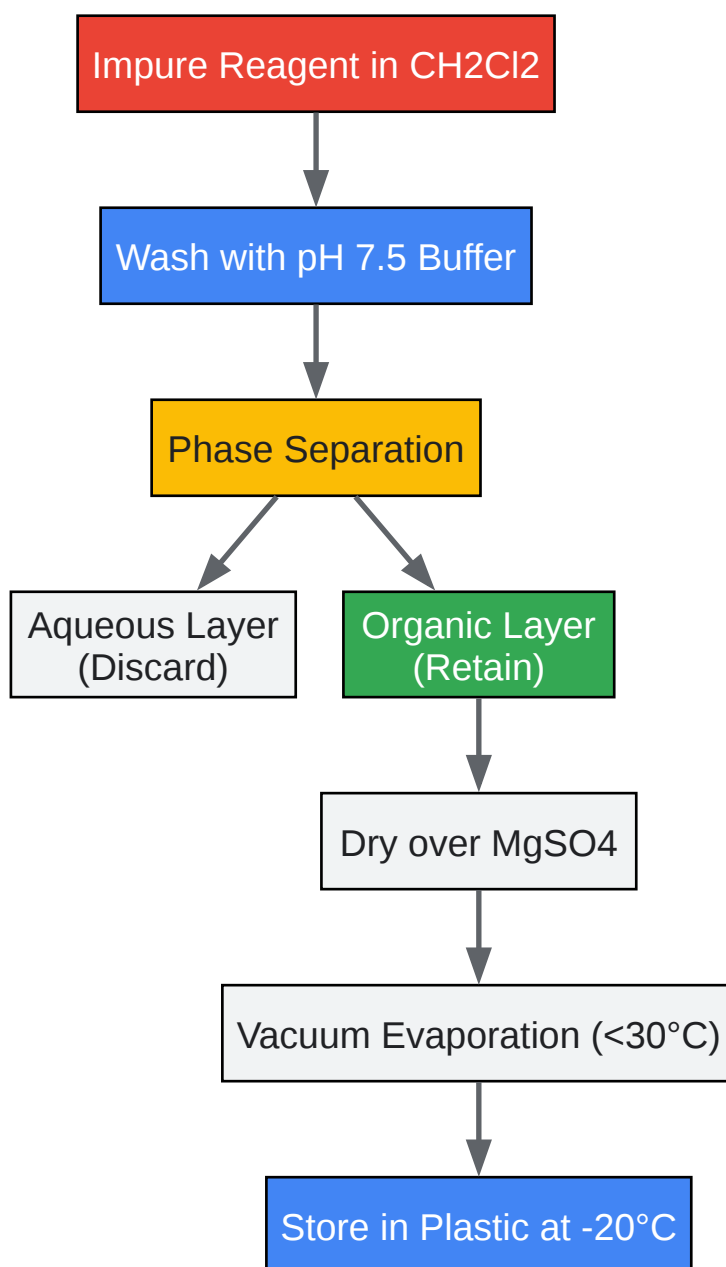 Impure Reagent in CH2Cl2
Wash with pH 7.5 Buffer
Phase Separation
Aqueous Layer
(Discard)
Organic Layer
(Retain)
Dry over MgSO4
Vacuum Evaporation (<30°C)
Store in Plastic at -20°C